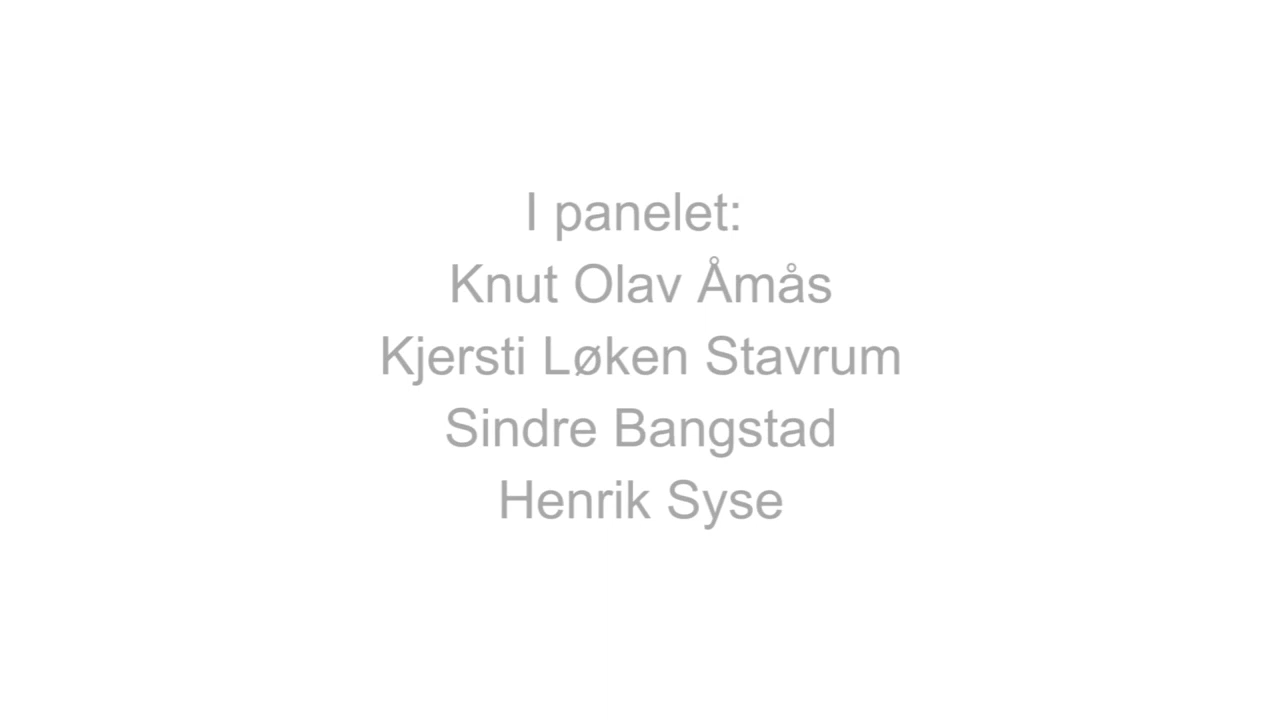 I panelet:
Knut Olav Åmås
Kjersti Løken Stavrum
Sindre Bangstad
Henrik Syse